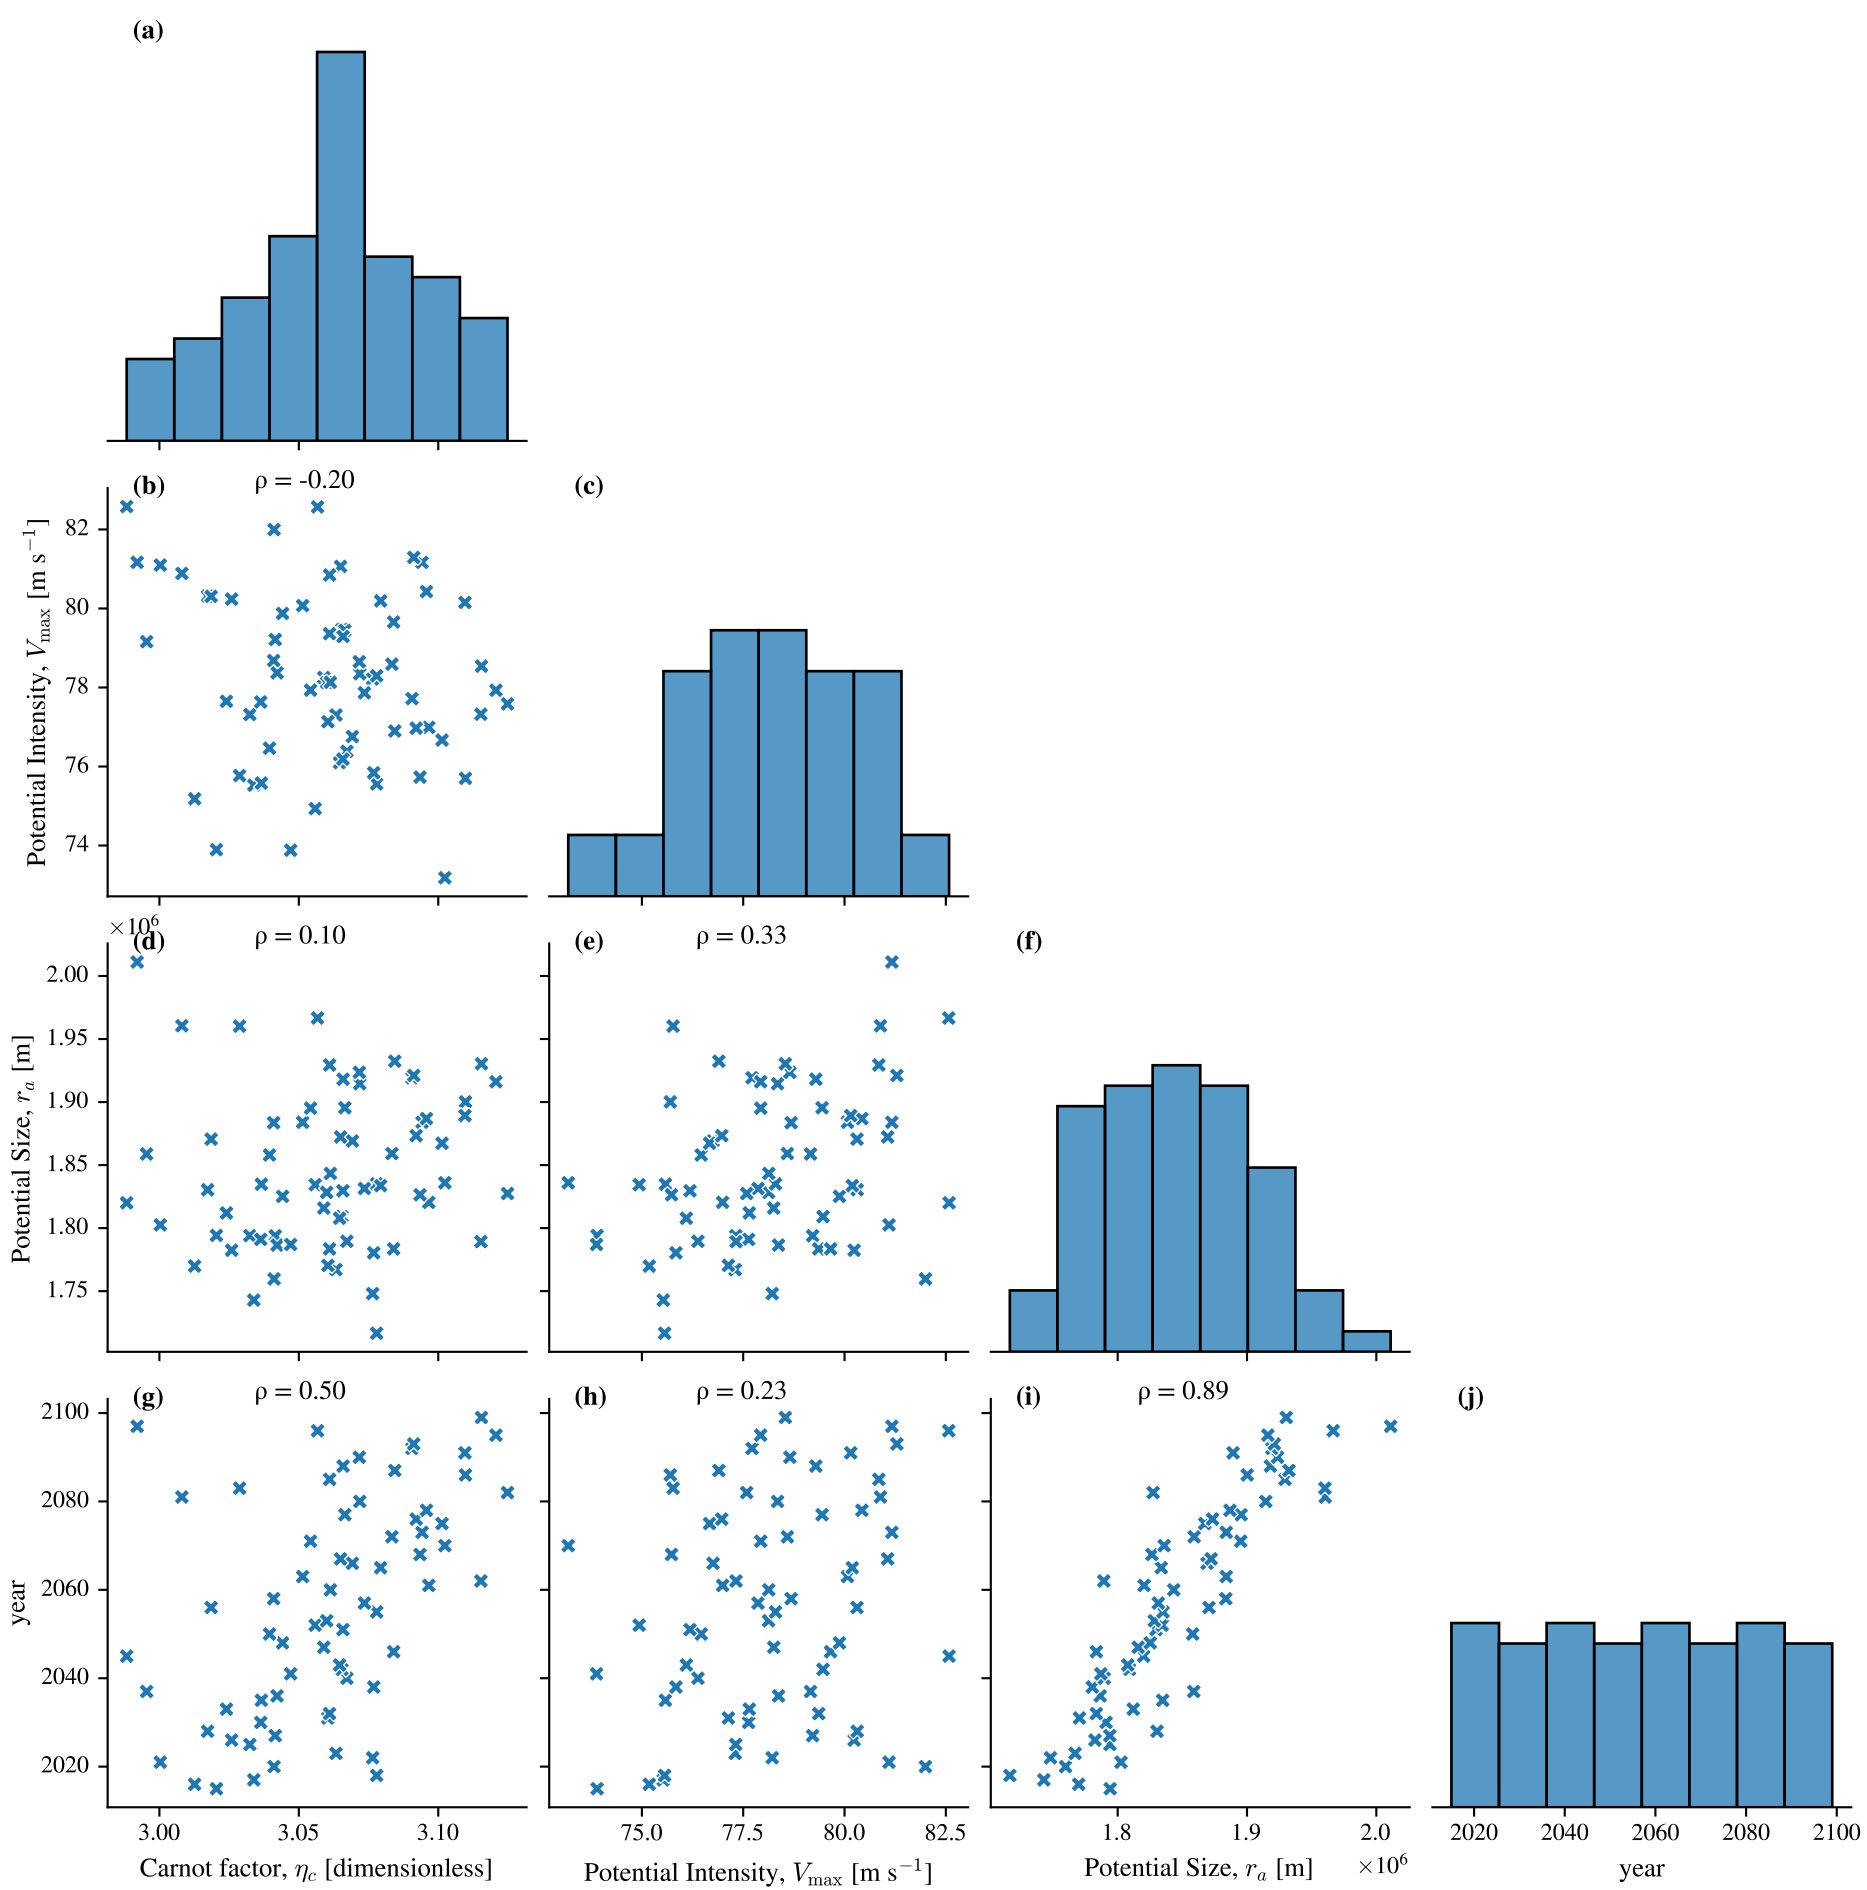 (a)
(b) ρ = -0.20
(c)
82
80
78
76
74
Potential Intensity, V_max [m s⁻¹]
×10⁶
(d) ρ = 0.10
(e) ρ = 0.33
(f)
2.00
1.95
1.90
1.85
1.80
1.75
Potential Size, r_a [m]
(g) ρ = 0.50
(h) ρ = 0.23
(i) ρ = 0.89
(j)
2100
2080
2060
2040
2020
year
3.00 3.05 3.10
75.0 77.5 80.0 82.5
1.8 1.9 2.0
2020 2040 2060 2080 2100
Carnot factor, η_c [dimensionless]
Potential Intensity, V_max [m s⁻¹]
Potential Size, r_a [m] ×10⁶
year